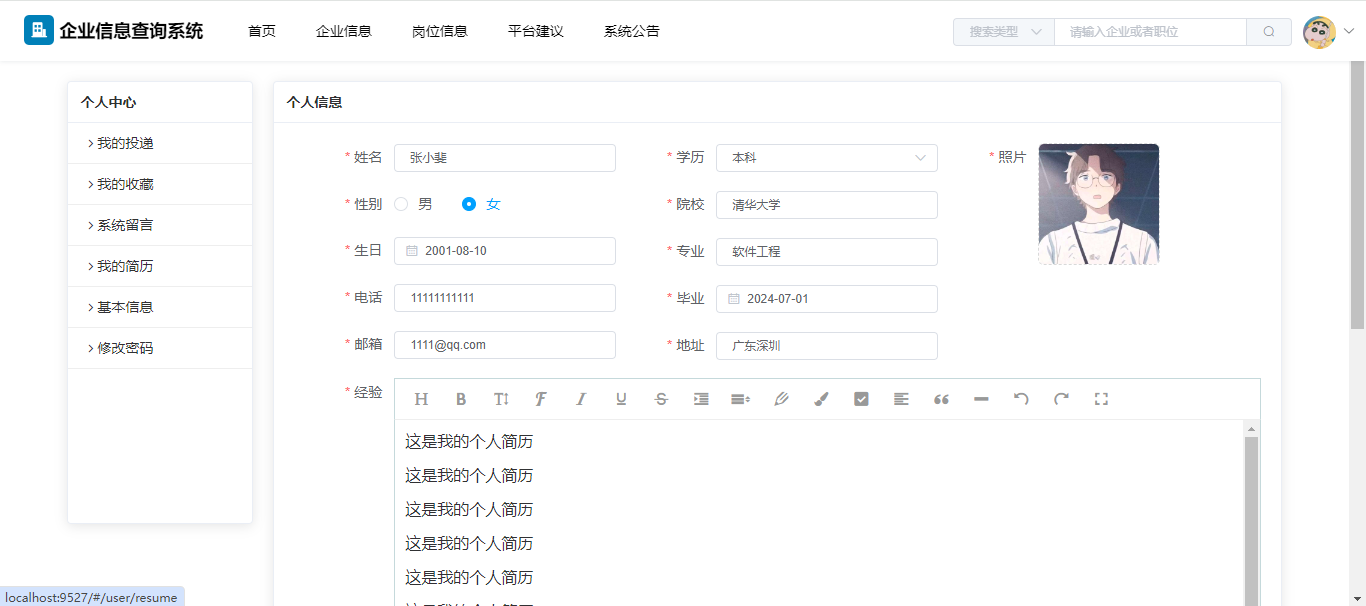 企业信息查询系统 首页 企业信息 岗位信息 平台建议 系统公告 搜索类型 请输入企业或者职位
个人中心
我的投递
我的收藏
系统留言
我的简历
基本信息
修改密码
个人信息
* 姓名 张小斐 * 学历 本科 * 照片
* 性别 男 女 * 院校 清华大学
* 生日 2001-08-10 * 专业 软件工程
* 电话 11111111111 * 毕业 2024-07-01
* 邮箱 1111@qq.com * 地址 广东深圳
* 经验
这是我的个人简历
这是我的个人简历
这是我的个人简历
这是我的个人简历
这是我的个人简历
localhost:9527/#/user/resume